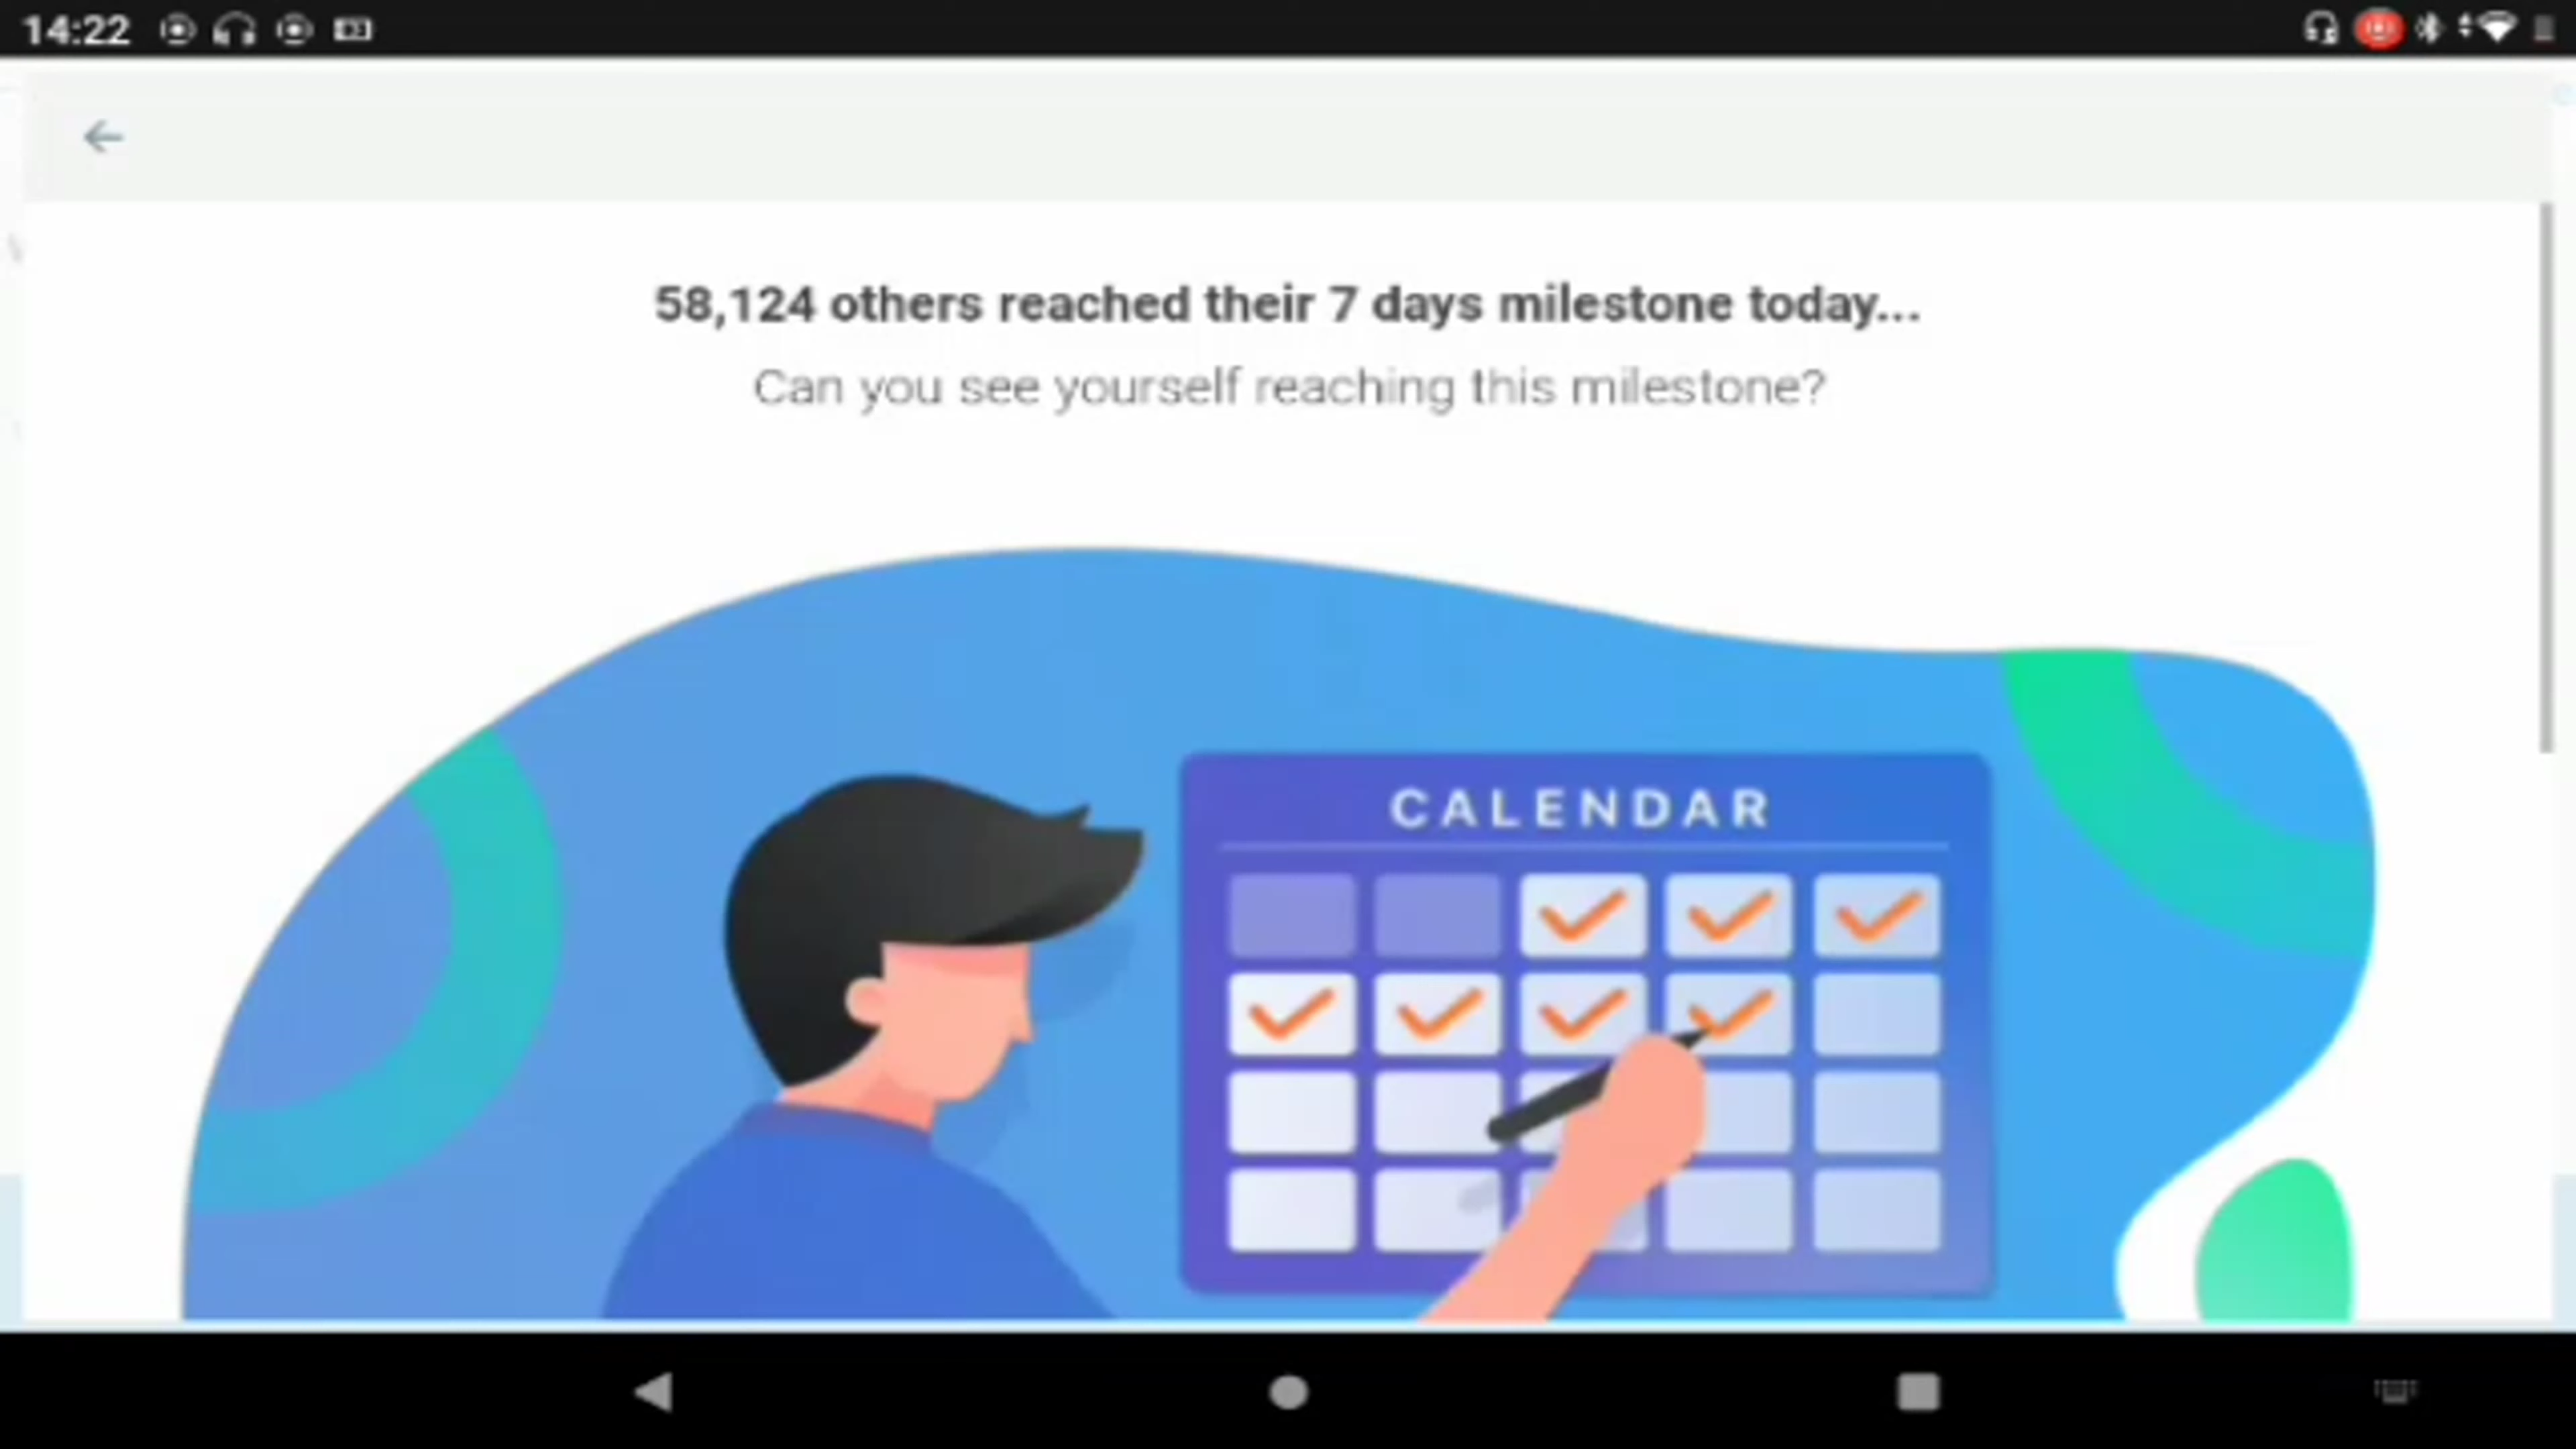 14:22
58,124 others reached their 7 days milestone today...
Can you see yourself reaching this milestone?
CALENDAR